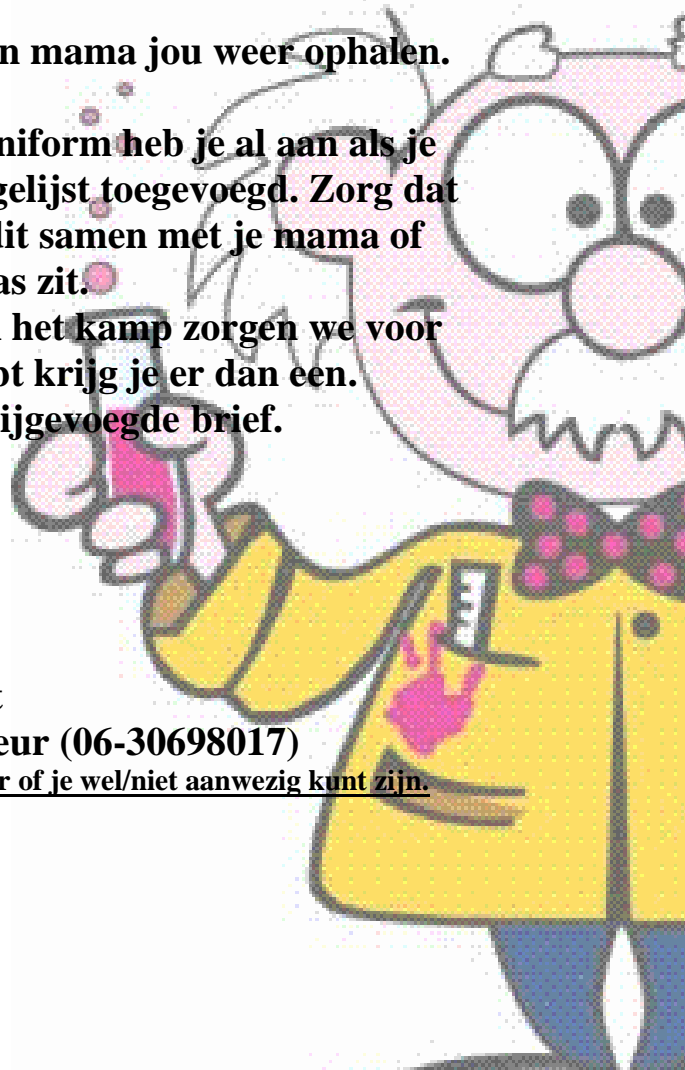 n mama jou weer ophalen.
niform heb je al aan als je
gelijst toegevoegd. Zorg dat
dit samen met je mama of
as zit.
het kamp zorgen we voor
ot krijg je er dan een.
ijgevoegde brief.
t
eur (06-30698017)
r of je wel/niet aanwezig kunt zijn.